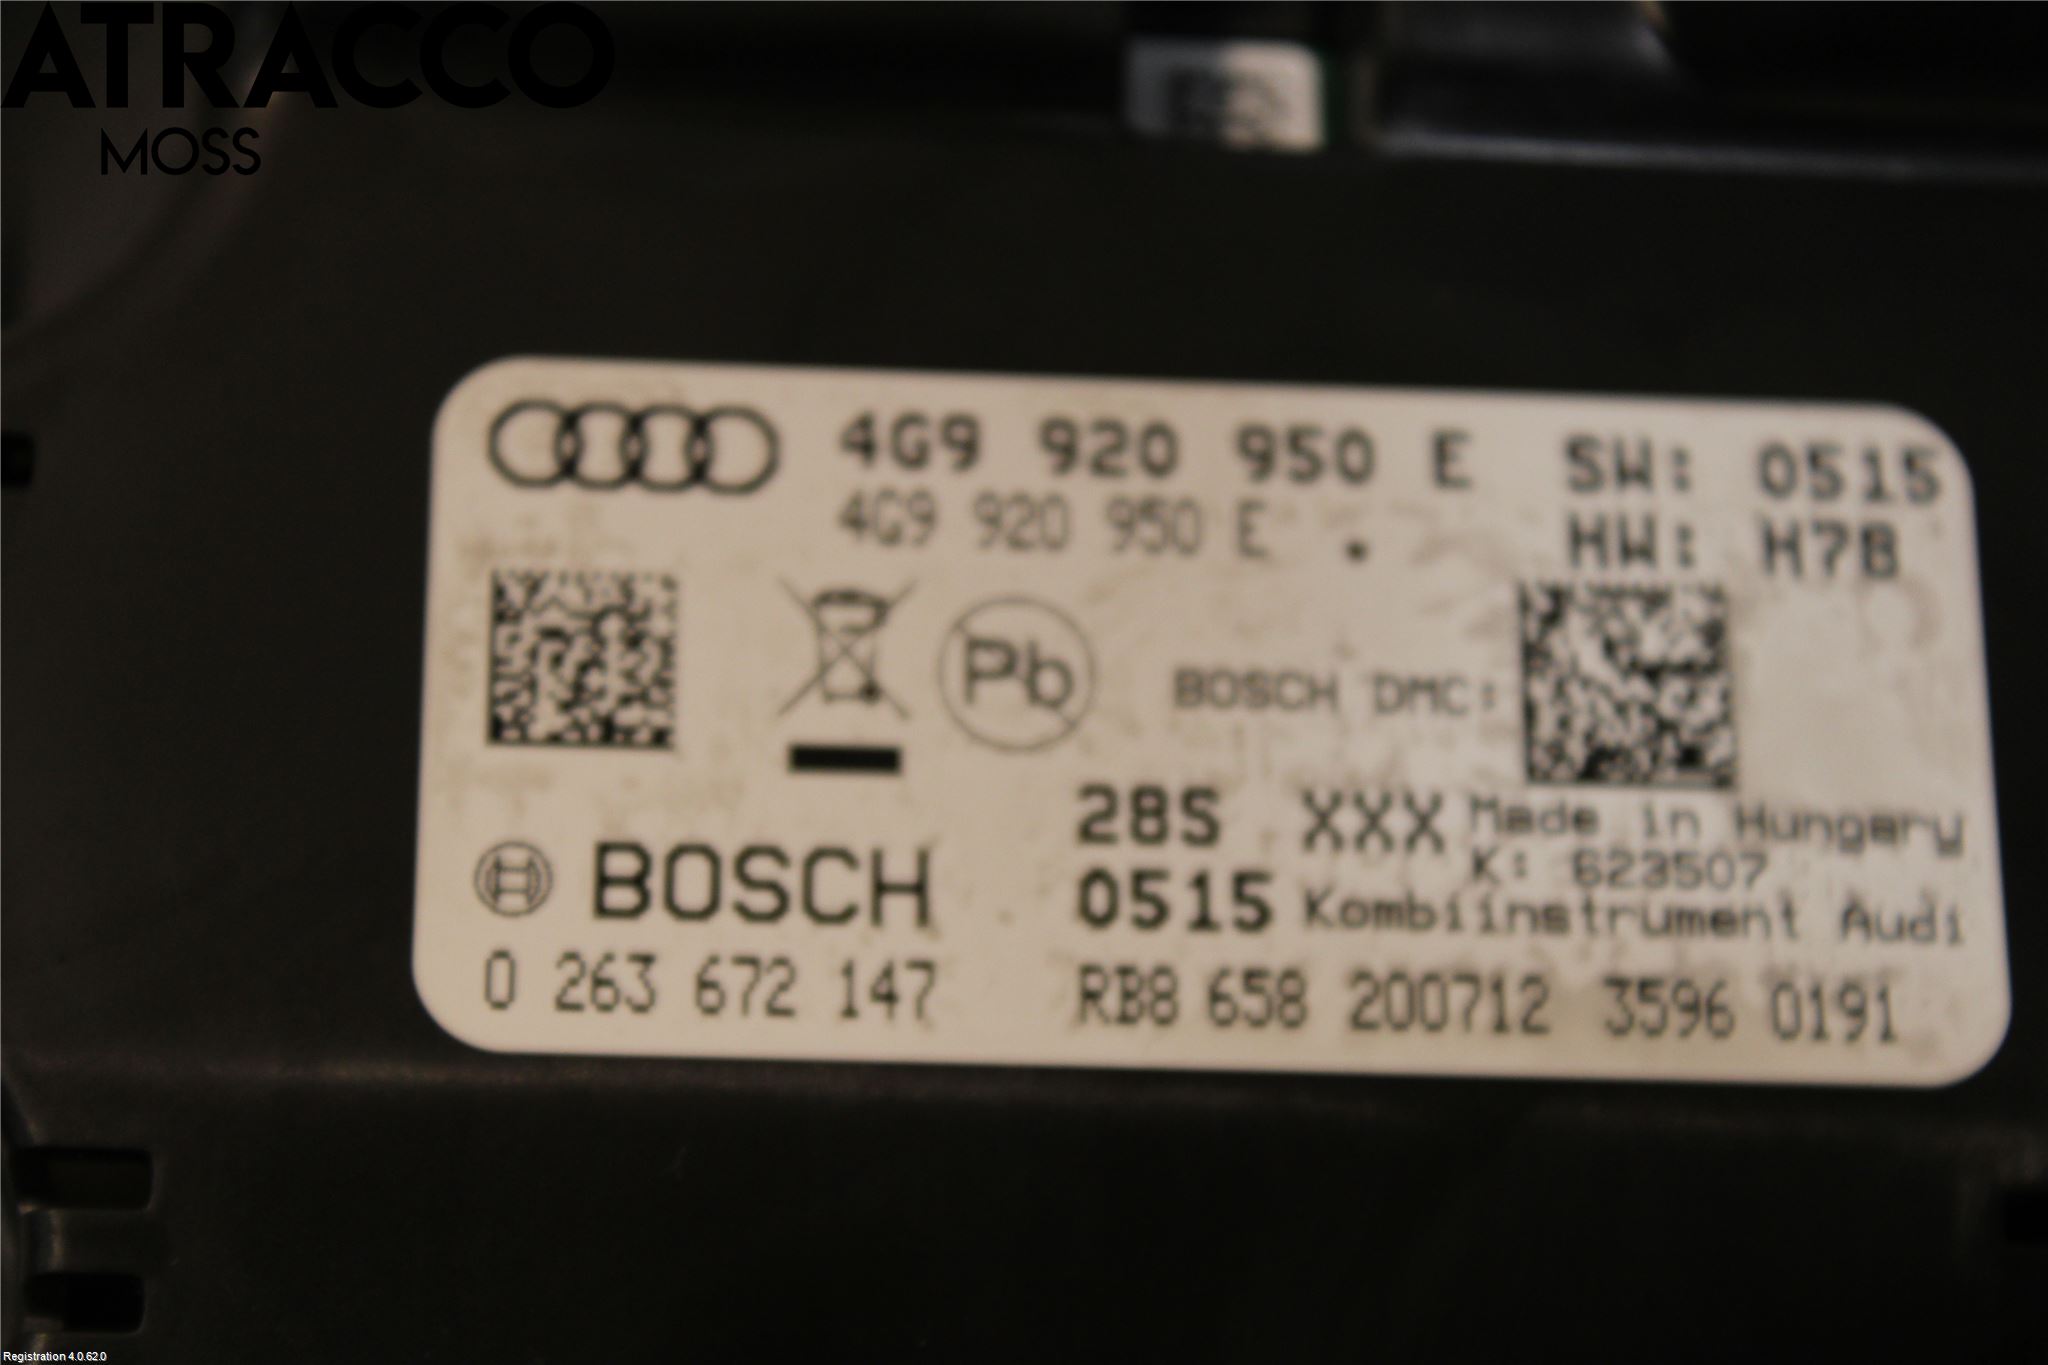 ATRACCO
MOSS
4G9 920 950 E SW: 0515
4G9 920 950 E . HW: H7B
Pb
BOSCH DMC:
28S XXX Made in Hungary
K: 623507
BOSCH 0515 Kombiinstrument Audi
0 263 672 147 RB8 658 200712 3596 0191
Registration 4.0.62.0